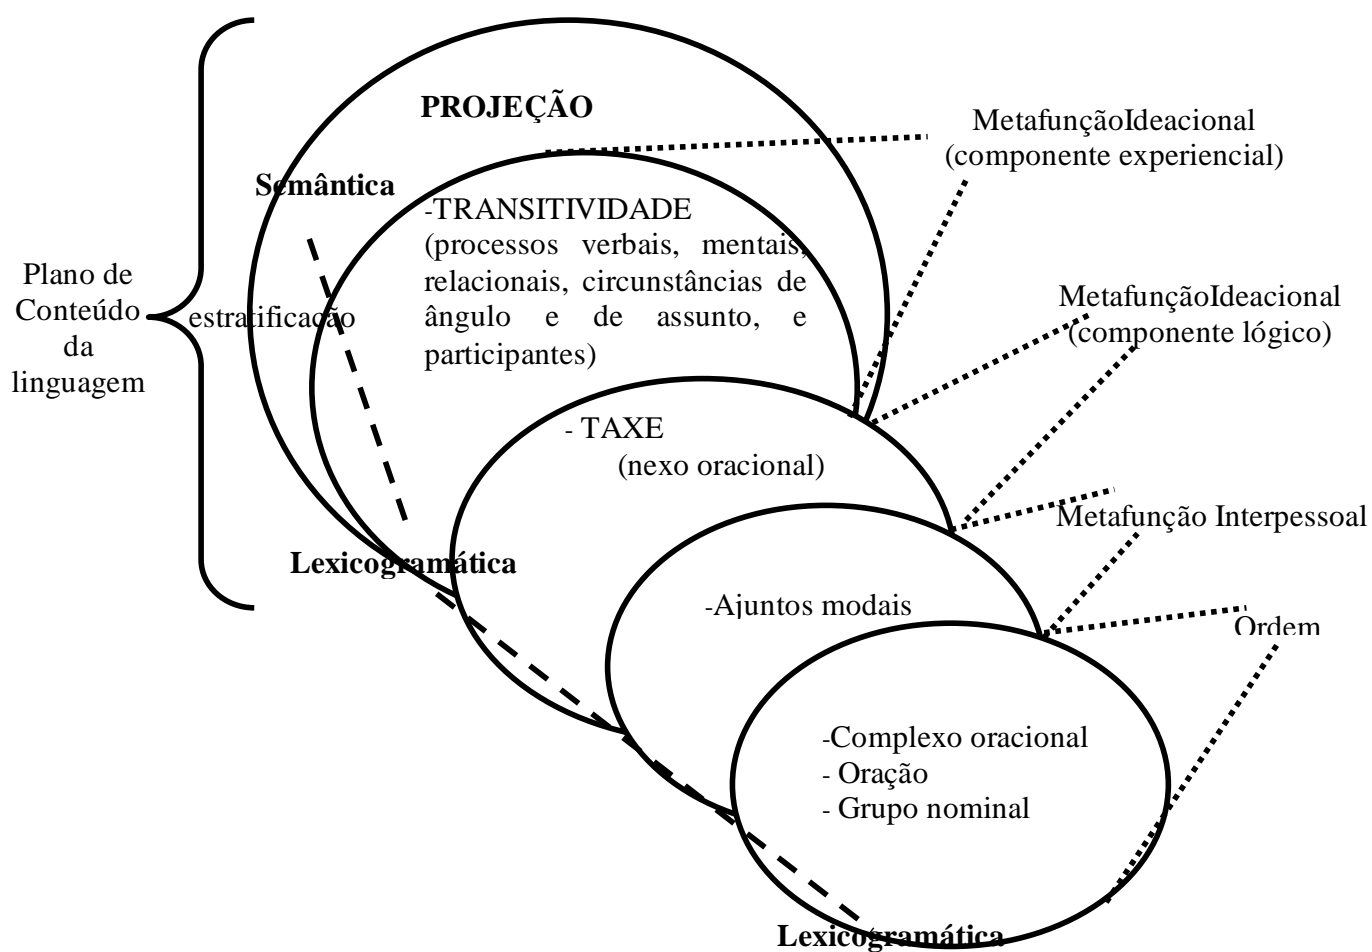 PROJEÇÃO
MetafunçãoIdeacional
(componente experiencial)
Semântica
-TRANSITIVIDADE
(processos verbais, mentais,
relacionais, circunstâncias de
ângulo e de assunto, e
participantes)
Plano de
Conteúdo
da
linguagem
estratificação
MetafunçãoIdeacional
(componente lógico)
- TAXE
(nexo oracional)
Metafunção Interpessoal
Lexicogramática
-Ajuntos modais
Ordem
-Complexo oracional
- Oração
- Grupo nominal
Lexicogramática